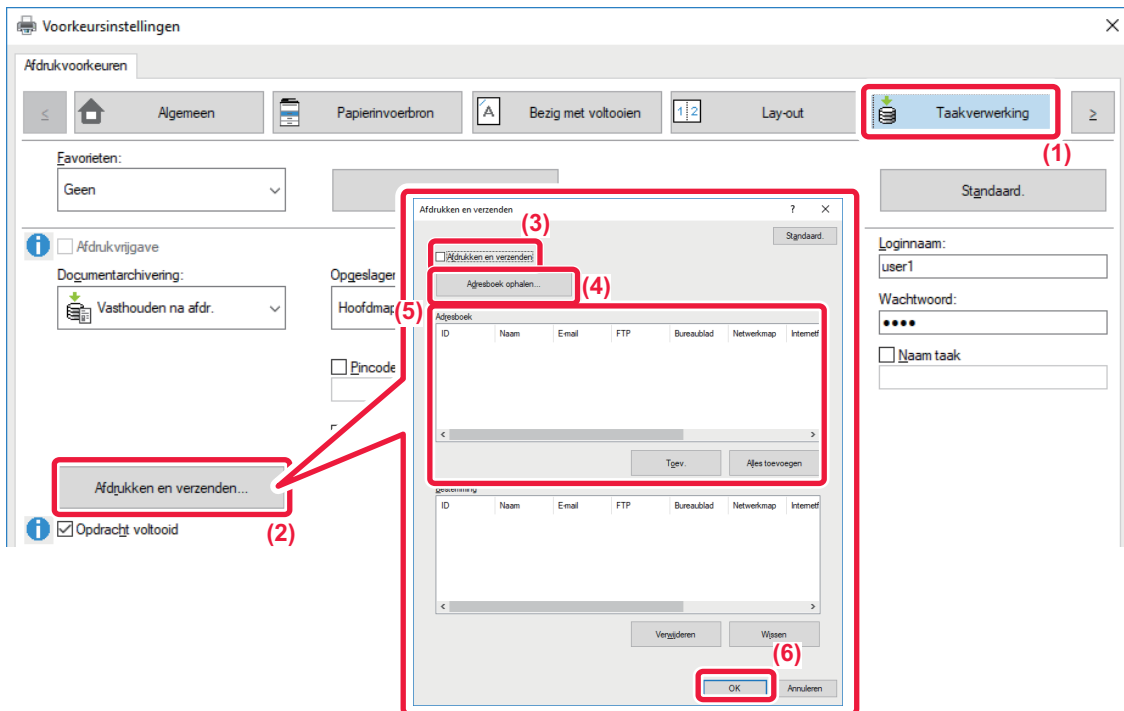 Voorkeursinstellingen
Afdrukvoorkeuren
≤ Algemeen Papierinvoerbron Bezig met voltooien Lay-out Taakverwerking ≥
(1)
Favorieten:
Geen
Standaard.
Afdrukvrijgave
Documentarchivering:
Vasthouden na afdr.
Opgeslagen
Hoofdmap
Pincode
Loginnaam:
user1
Wachtwoord:
••••
Naam taak
Afdrukken en verzenden...
(2)
Opdracht voltooid
Afdrukken en verzenden ?
Standaard.
(3)
Afdrukken en verzenden
Adresboek ophalen...
(4)
(5)
Adresboek
ID Naam E-mail FTP Bureaublad Netwerkmap Internetf
< >
Toev. Alles toevoegen
Bestemming
ID Naam E-mail FTP Bureaublad Netwerkmap Internetf
< >
Verwijderen Wissen
(6)
OK Annuleren